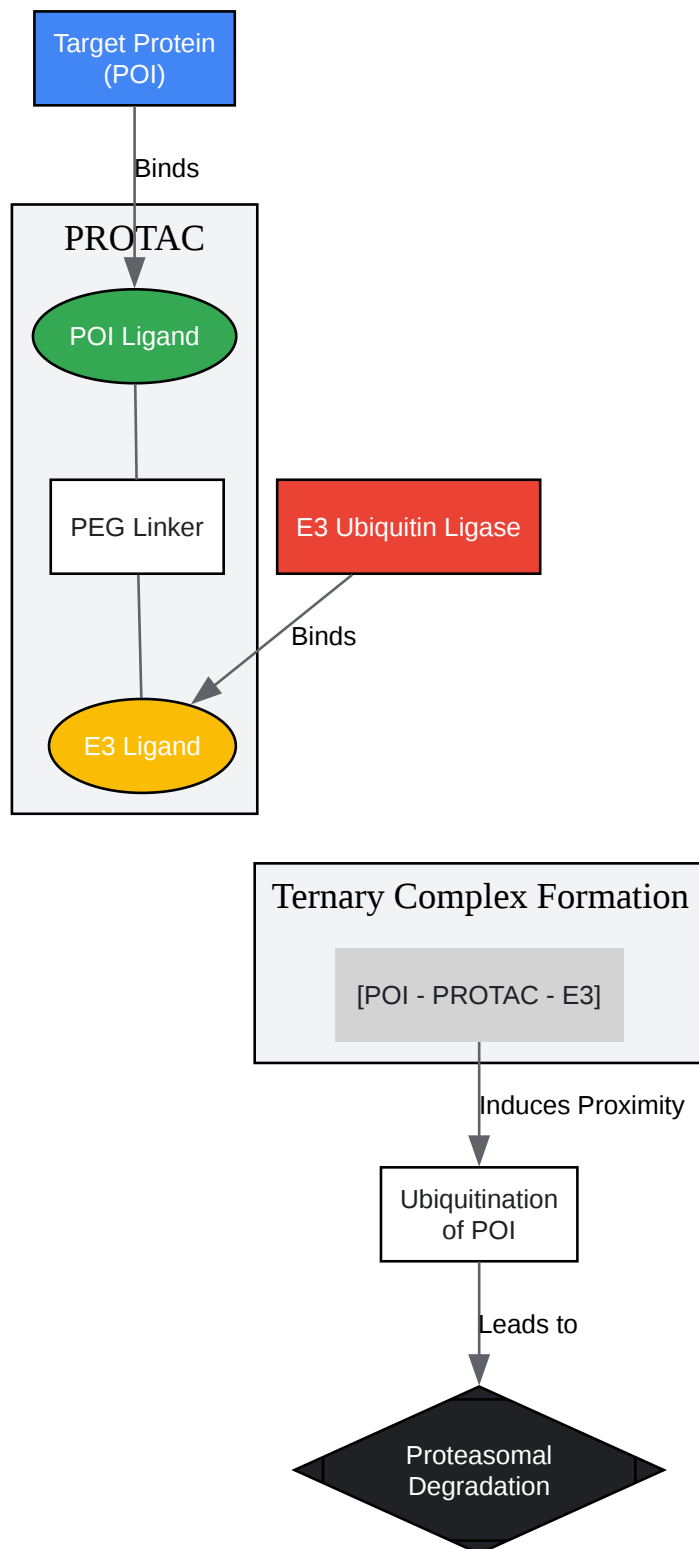 Target Protein
(POI)
Binds
PROTAC
POI Ligand
PEG Linker
E3 Ubiquitin Ligase
Binds
E3 Ligand
Ternary Complex Formation
[POI - PROTAC - E3]
Induces Proximity
Ubiquitination
of POI
Leads to
Proteasomal
Degradation